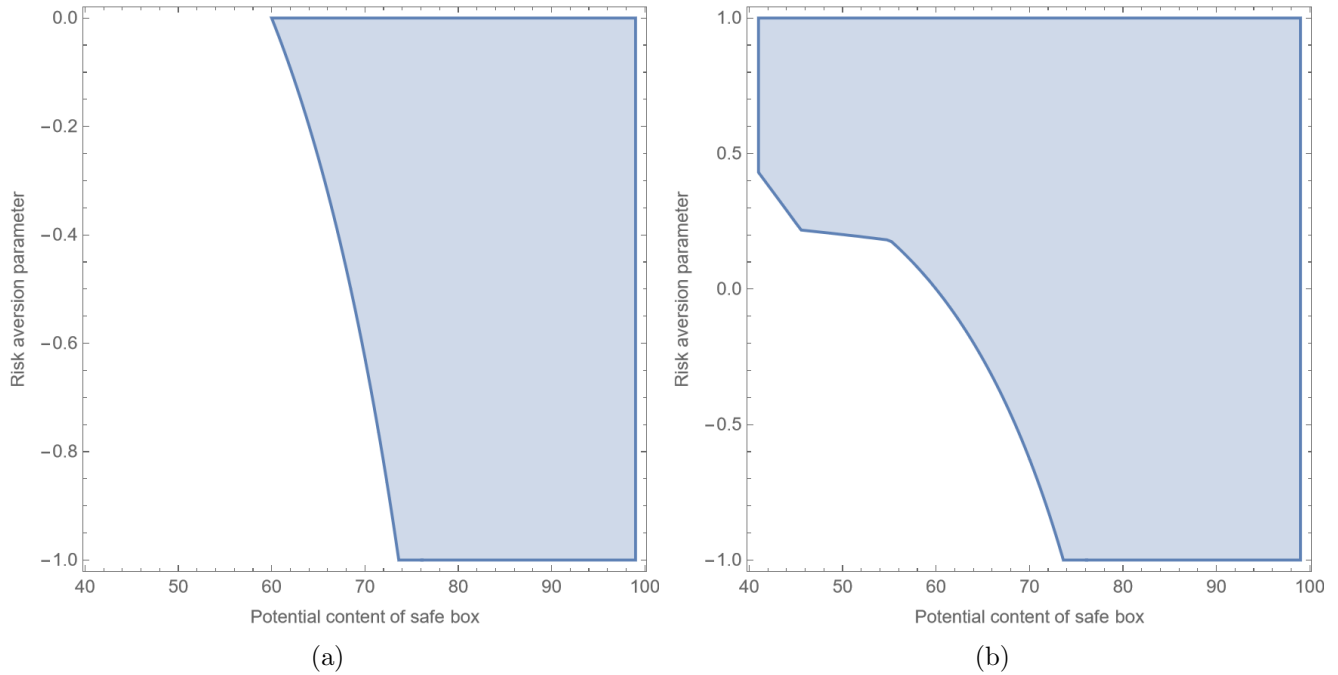 0.0
−0.2
−0.4
−0.6
−0.8
−1.0
Risk aversion parameter
40 50 60 70 80 90 100
Potential content of safe box
(a)
1.0
0.5
0.0
−0.5
−1.0
Risk aversion parameter
40 50 60 70 80 90 100
Potential content of safe box
(b)